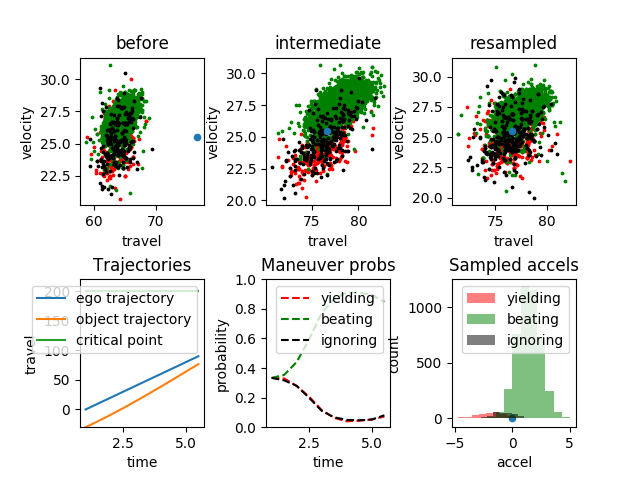 before
intermediate
resampled
30.0
27.5
25.0
22.5
velocity
60
70
travel
30.0
27.5
25.0
22.5
20.0
velocity
75
80
travel
30.0
27.5
25.0
22.5
20.0
velocity
75
80
travel
Trajectories
Maneuver probs
Sampled accels
200
150
100
50
0
travel
ego trajectory
object trajectory
critical point
2.5
5.0
time
1.0
0.8
0.6
0.4
0.2
0.0
probability
yielding
beating
ignoring
2.5
5.0
time
1000
500
0
count
yielding
beating
ignoring
−5
0
5
accel